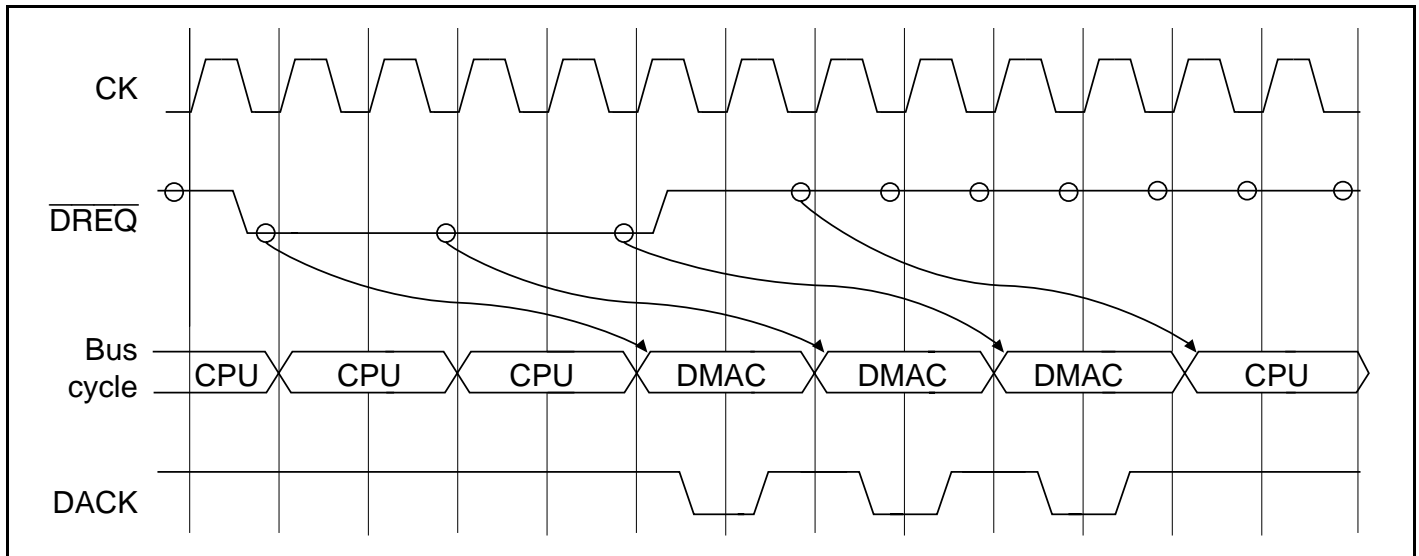 CK
DREQ
Bus
cycle
CPU CPU CPU DMAC DMAC DMAC CPU
DACK